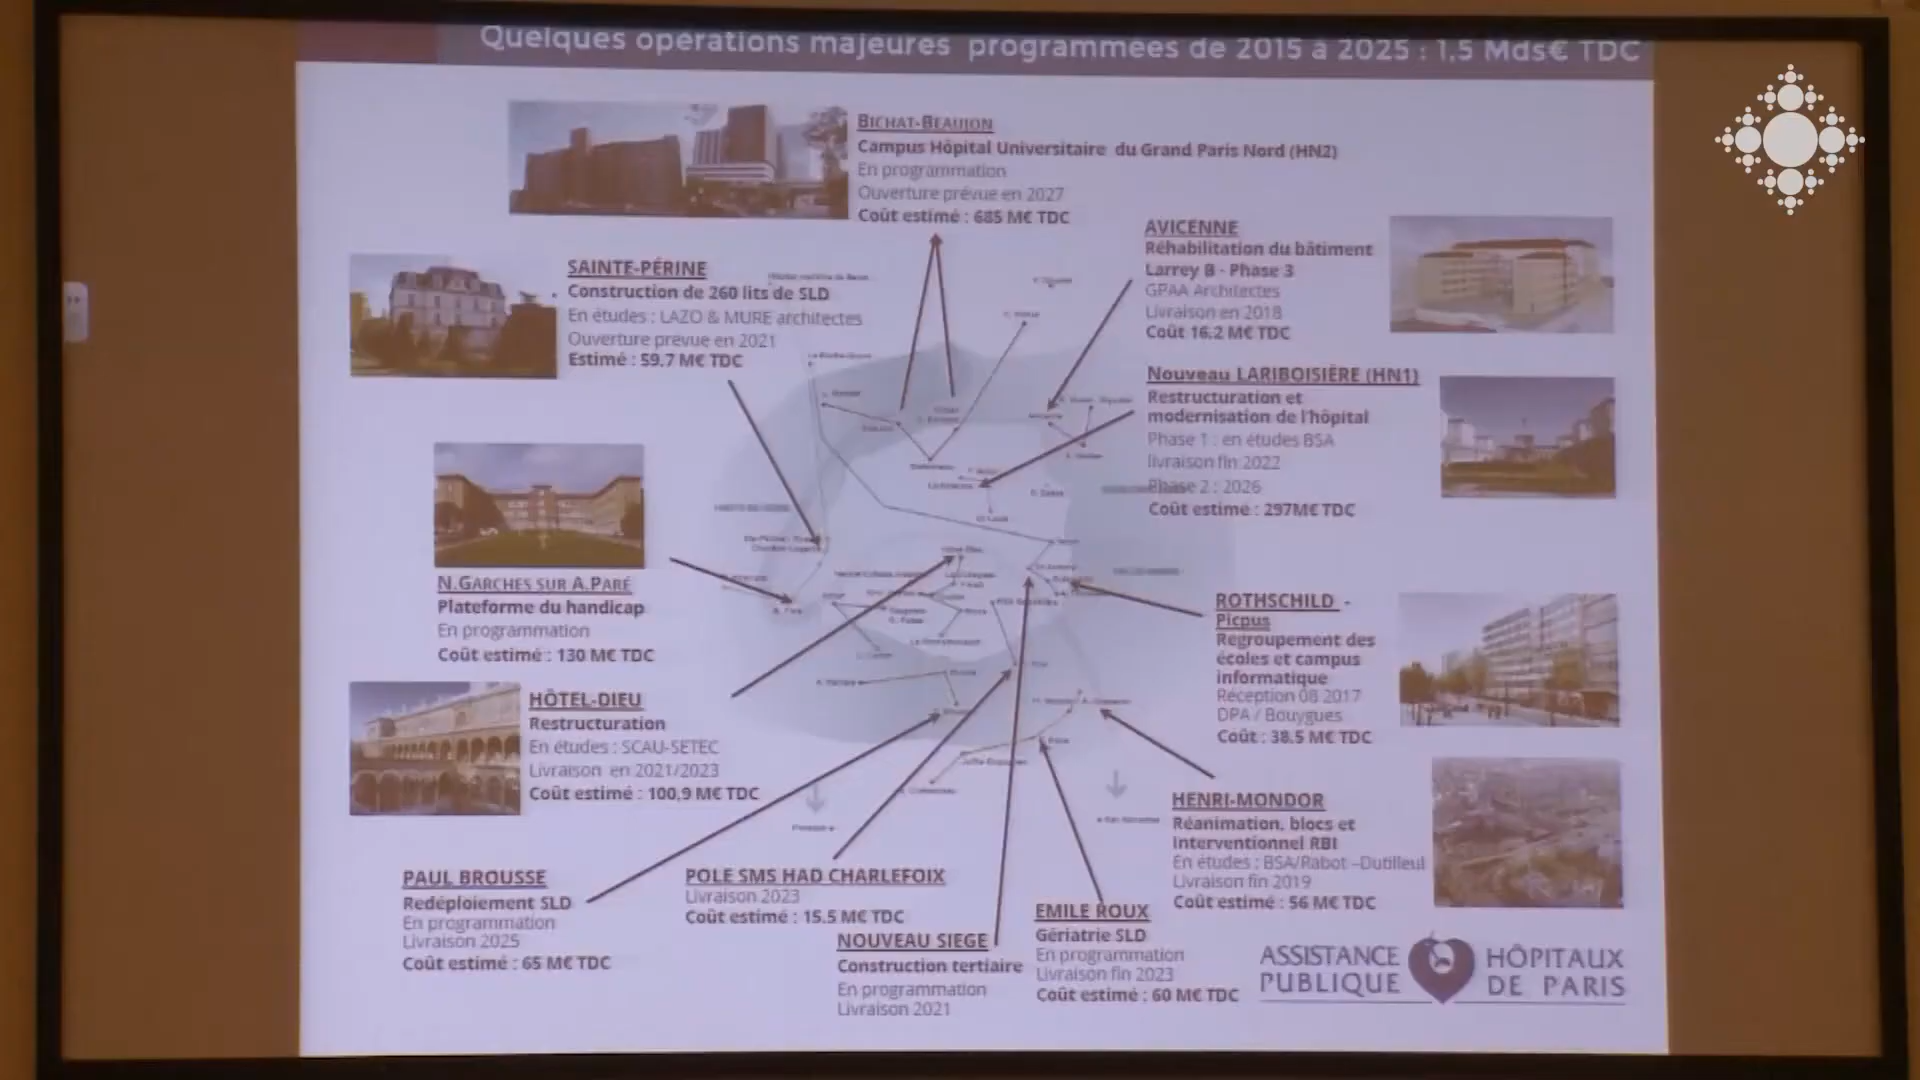 Quelques opérations majeures programmées de 2015 à 2025 : 1,5 Mds€ TDC
BICHAT-BEAUJON
Campus Hôpital Universitaire du Grand Paris Nord (HN2)
En programmation
Ouverture prévue en 2027
Coût estimé : 685 M€ TDC
SAINTE-PÉRINE
Construction de 260 lits de SLD
En études : LAZO & MURE architectes
Ouverture prévue en 2021
Estimé : 59.7 M€ TDC
AVICENNE
Réhabilitation du bâtiment
Larrey B - Phase 3
GPAA Architectes
Livraison en 2018
Coût 16.2 M€ TDC
Nouveau LARIBOISIÈRE (HN1)
Restructuration et
modernisation de l'hôpital
Phase 1 : en études BSA
livraison fin 2022
Phase 2 : 2026
Coût estimé : 297M€ TDC
N.GARCHES SUR A.PARÉ
Plateforme du handicap
En programmation
Coût estimé : 130 M€ TDC
HÔTEL-DIEU
Restructuration
En études : SCAU-SETEC
Livraison en 2021/2023
Coût estimé : 100,9 M€ TDC
ROTHSCHILD -
Picpus
Regroupement des
écoles et campus
informatique
Réception 08 2017
DPA / Bouygues
Coût : 38.5 M€ TDC
HENRI-MONDOR
Réanimation, blocs et
interventionnel RBI
En études : BSA/Rabot –Dutilleul
Livraison fin 2019
Coût estimé : 56 M€ TDC
PAUL BROUSSE
Redéploiement SLD
En programmation
Livraison 2025
Coût estimé : 65 M€ TDC
POLE SMS HAD CHARLEFOIX
Livraison 2023
Coût estimé : 15.5 M€ TDC
NOUVEAU SIEGE
Construction tertiaire
En programmation
Livraison 2021
EMILE ROUX
Gériatrie SLD
En programmation
Livraison fin 2023
Coût estimé : 60 M€ TDC
ASSISTANCE
PUBLIQUE
HÔPITAUX
DE PARIS